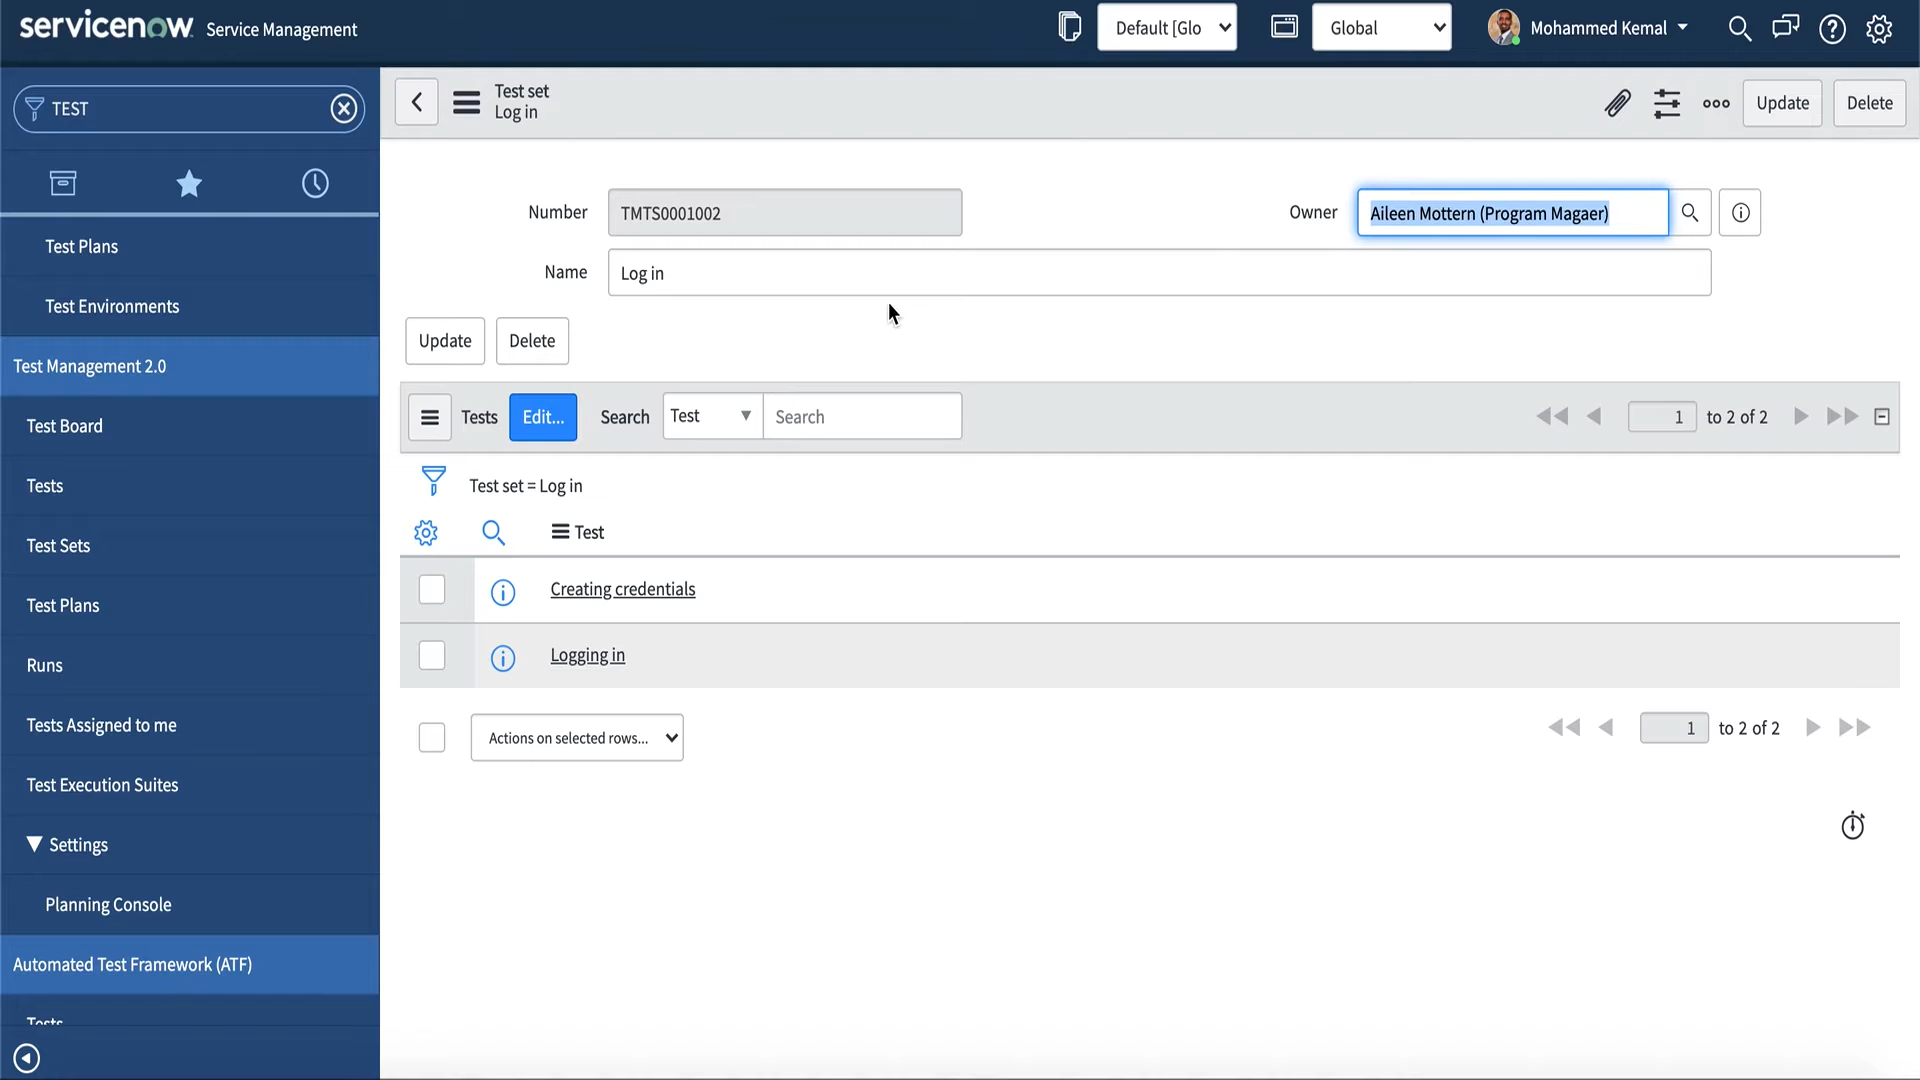 servicenow Service Management
Default [Glo
Global
Mohammed Kemal
TEST
Test Plans
Test Environments
Test Management 2.0
Test Board
Tests
Test Sets
Test Plans
Runs
Tests Assigned to me
Test Execution Suites
Settings
Planning Console
Automated Test Framework (ATF)
Tests
Test set
Log in
Update
Delete
Number
TMTS0001002
Owner
Aileen Mottern (Program Magaer)
Name
Log in
Update
Delete
Tests
Edit...
Search
Test
Search
1 to 2 of 2
Test set = Log in
Test
Creating credentials
Logging in
Actions on selected rows...
1 to 2 of 2